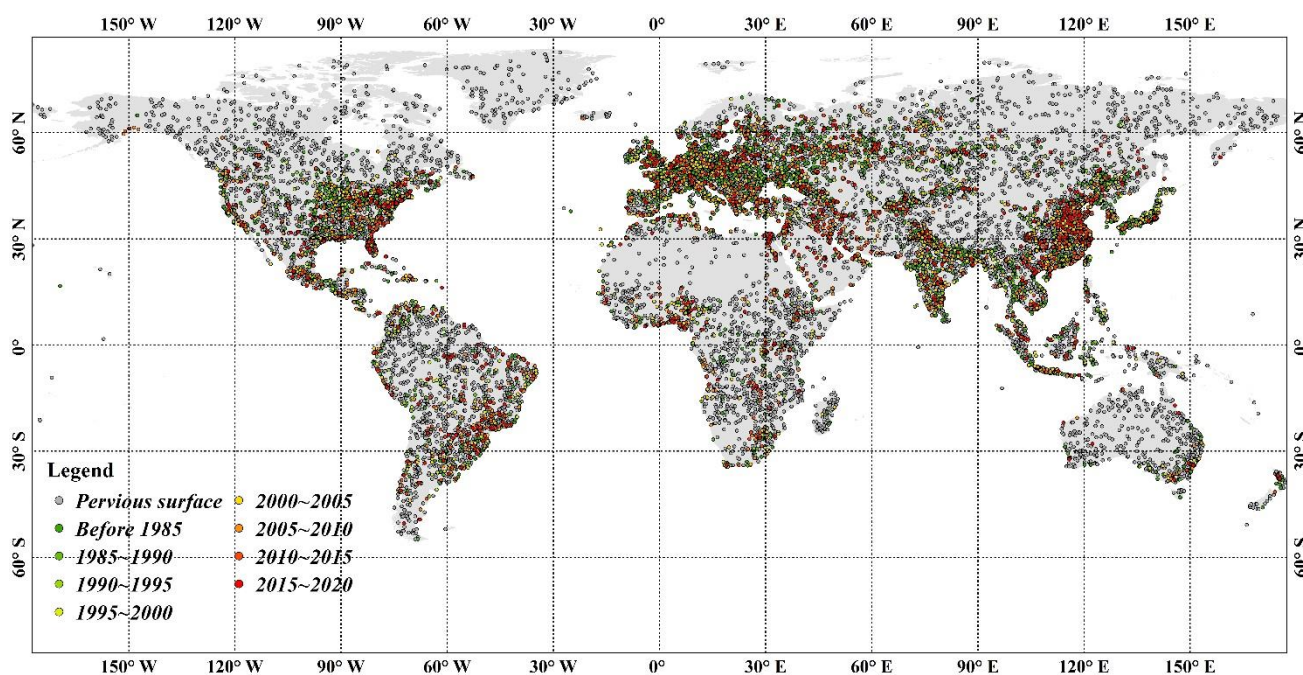 150° W 120° W 90° W 60° W 30° W 0° 30° E 60° E 90° E 120° E 150° E
60° N 60° N
30° N 30° N
0° 0°
30° S 30° S
Legend
Pervious surface 2000~2005
Before 1985 2005~2010
1985~1990 2010~2015
1990~1995 2015~2020
1995~2000
60° S 60° S
150° W 120° W 90° W 60° W 30° W 0° 30° E 60° E 90° E 120° E 150° E